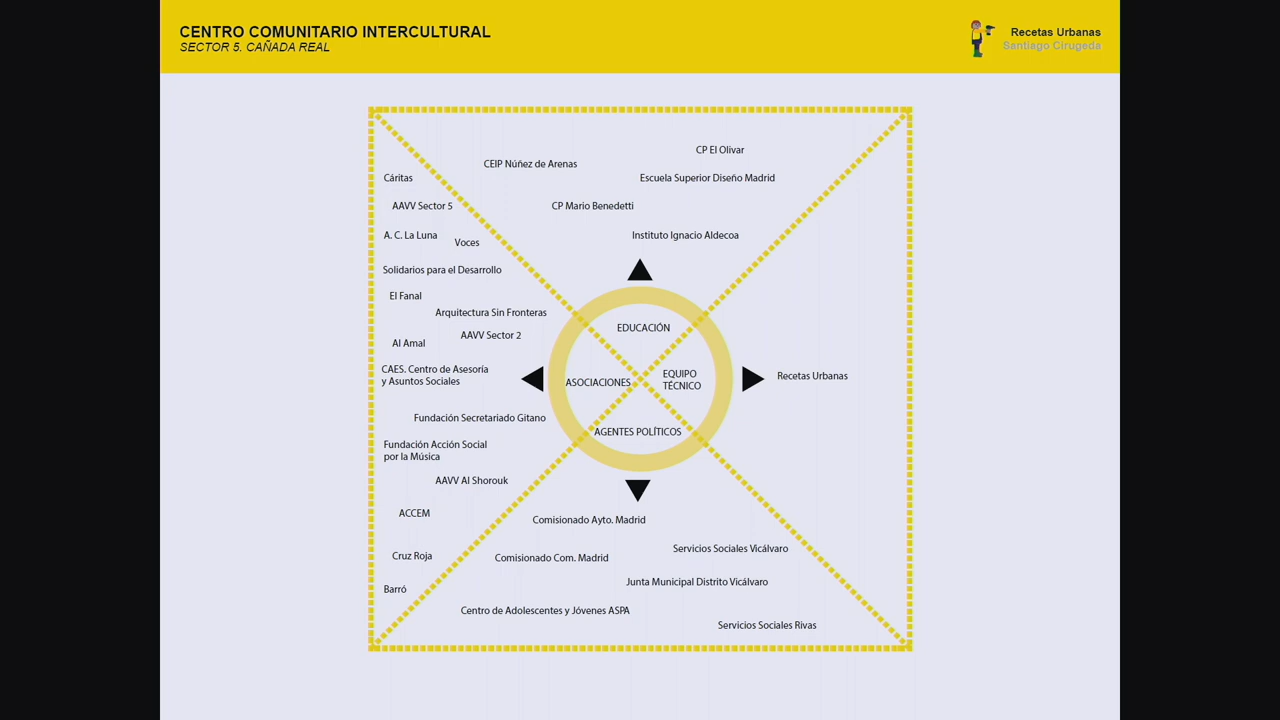 CENTRO COMUNITARIO INTERCULTURAL
SECTOR 5. CAÑADA REAL
Recetas Urbanas
Santiago Cirugeda
CP El Olivar
CEIP Núñez de Arenas
Cáritas
Escuela Superior Diseño Madrid
AAVV Sector 5
CP Mario Benedetti
A. C. La Luna
Voces
Instituto Ignacio Aldecoa
Solidarios para el Desarrollo
El Fanal
Arquitectura Sin Fronteras
EDUCACIÓN
AAVV Sector 2
Al Amal
CAES. Centro de Asesoría
y Asuntos Sociales
ASOCIACIONES
EQUIPO
TÉCNICO
Recetas Urbanas
Fundación Secretariado Gitano
AGENTES POLÍTICOS
Fundación Acción Social
por la Música
AAVV Al Shorouk
ACCEM
Comisionado Ayto. Madrid
Cruz Roja
Comisionado Com. Madrid
Servicios Sociales Vicálvaro
Barró
Junta Municipal Distrito Vicálvaro
Centro de Adolescentes y Jóvenes ASPA
Servicios Sociales Rivas